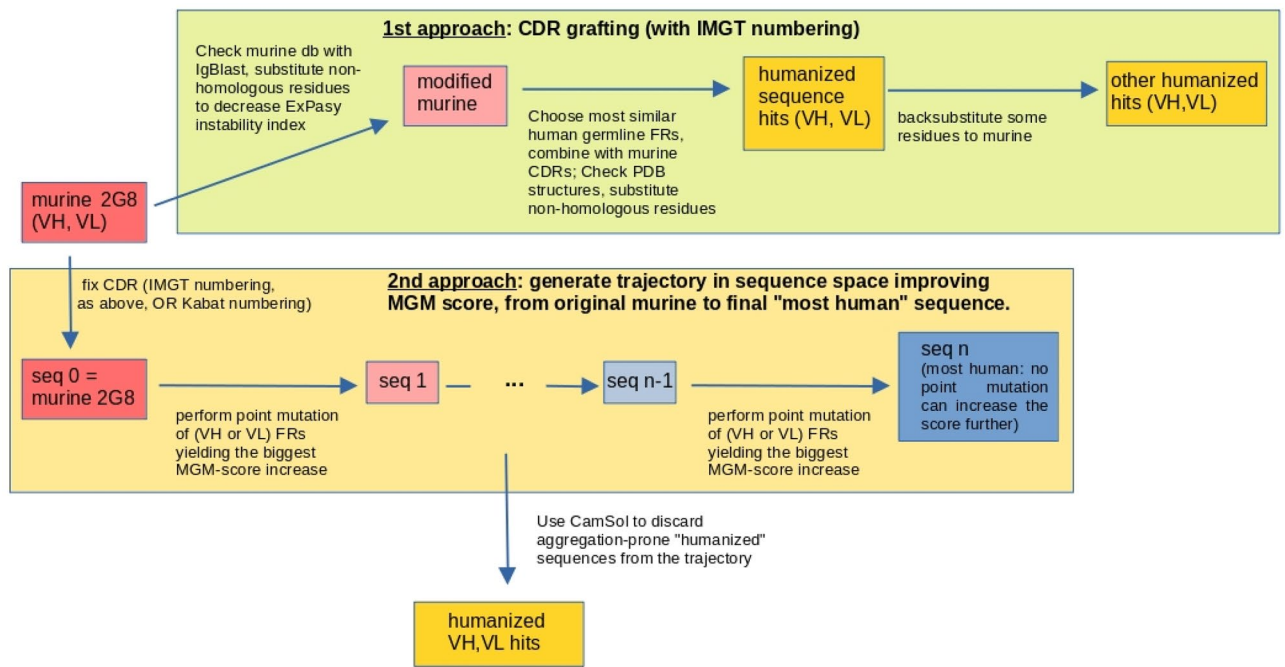 1st approach: CDR grafting (with IMGT numbering)
Check murine db with
IgBlast, substitute non-
homologous residues
to decrease ExPasy
instability index
modified
murine
humanized
sequence
hits (VH, VL)
other humanized
hits (VH,VL)
Choose most similar
human germline FRs,
combine with murine
CDRs; Check PDB
structures, substitute
non-homologous residues
backsubstitute some
residues to murine
murine 2G8
(VH, VL)
fix CDR (IMGT numbering,
as above, OR Kabat numbering)
2nd approach: generate trajectory in sequence space improving
MGM score, from original murine to final "most human" sequence.
seq 0 =
murine 2G8
seq 1
...
seq n-1
seq n
(most human: no
point mutation
can increase the
score further)
perform point mutation
of (VH or VL) FRs
yielding the biggest
MGM-score increase
perform point mutation
of (VH or VL) FRs
yielding the biggest
MGM-score increase
Use CamSol to discard
aggregation-prone "humanized"
sequences from the trajectory
humanized
VH,VL hits